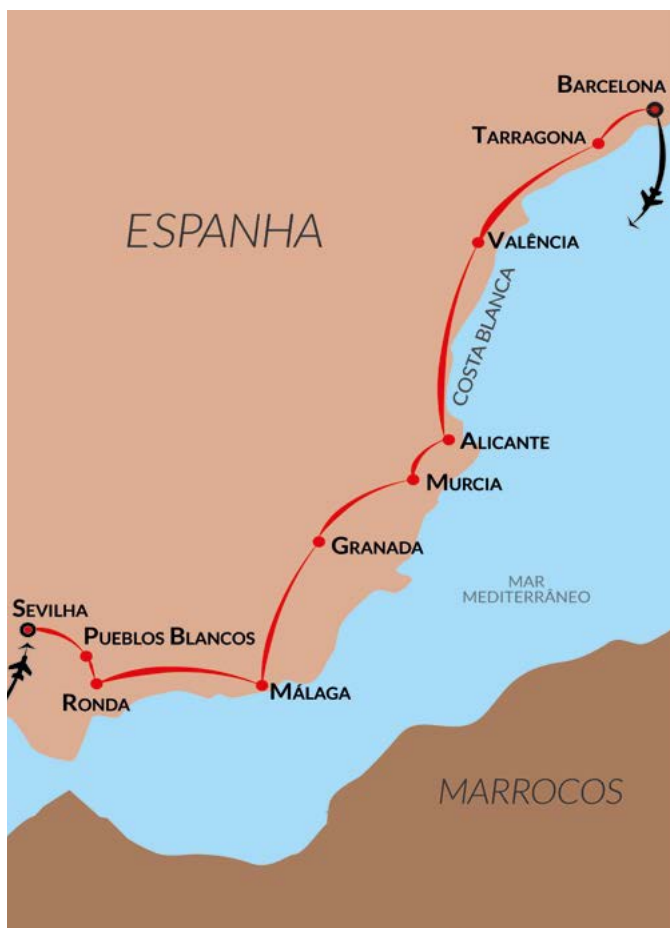 BARCELONA
TARRAGONA
ESPANHA
VALÊNCIA
COSTA BLANCA
ALICANTE
MURCIA
GRANADA
MAR
MEDITERRÂNEO
SEVILHA
PUEBLOS BLANCOS
RONDA
MÁLAGA
MARROCOS